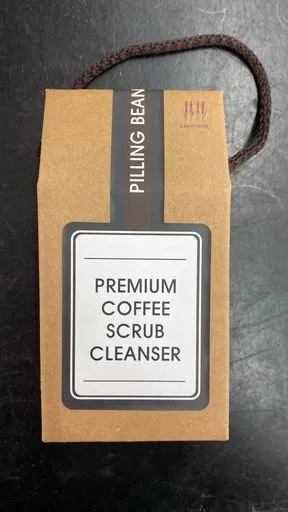 PILLING BEAN
PREMIUM
COFFEE
SCRUB
CLEANSER